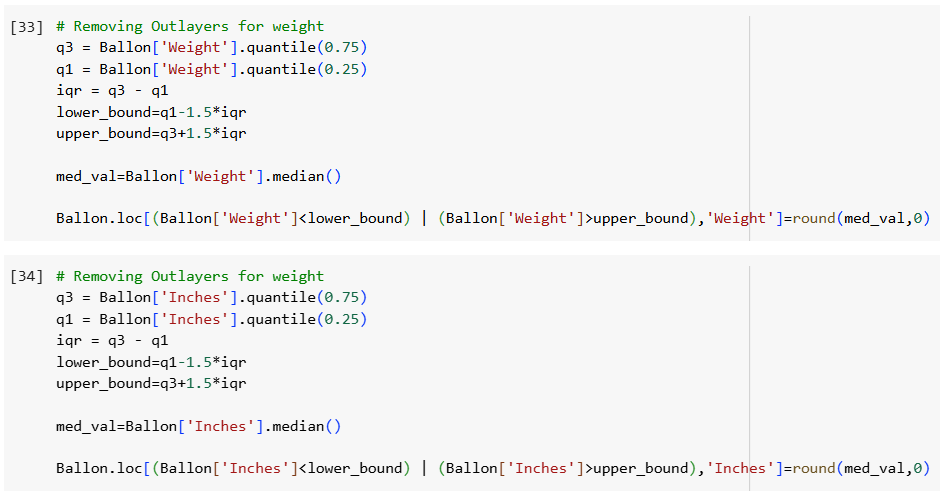 [33] # Removing Outlayers for weight
q3 = Ballon['Weight'].quantile(0.75)
q1 = Ballon['Weight'].quantile(0.25)
iqr = q3 - q1
lower_bound=q1-1.5*iqr
upper_bound=q3+1.5*iqr
med_val=Ballon['Weight'].median()
Ballon.loc[(Ballon['Weight']<lower_bound) | (Ballon['Weight']>upper_bound),'Weight']=round(med_val,0)
[34] # Removing Outlayers for weight
q3 = Ballon['Inches'].quantile(0.75)
q1 = Ballon['Inches'].quantile(0.25)
iqr = q3 - q1
lower_bound=q1-1.5*iqr
upper_bound=q3+1.5*iqr
med_val=Ballon['Inches'].median()
Ballon.loc[(Ballon['Inches']<lower_bound) | (Ballon['Inches']>upper_bound),'Inches']=round(med_val,0)